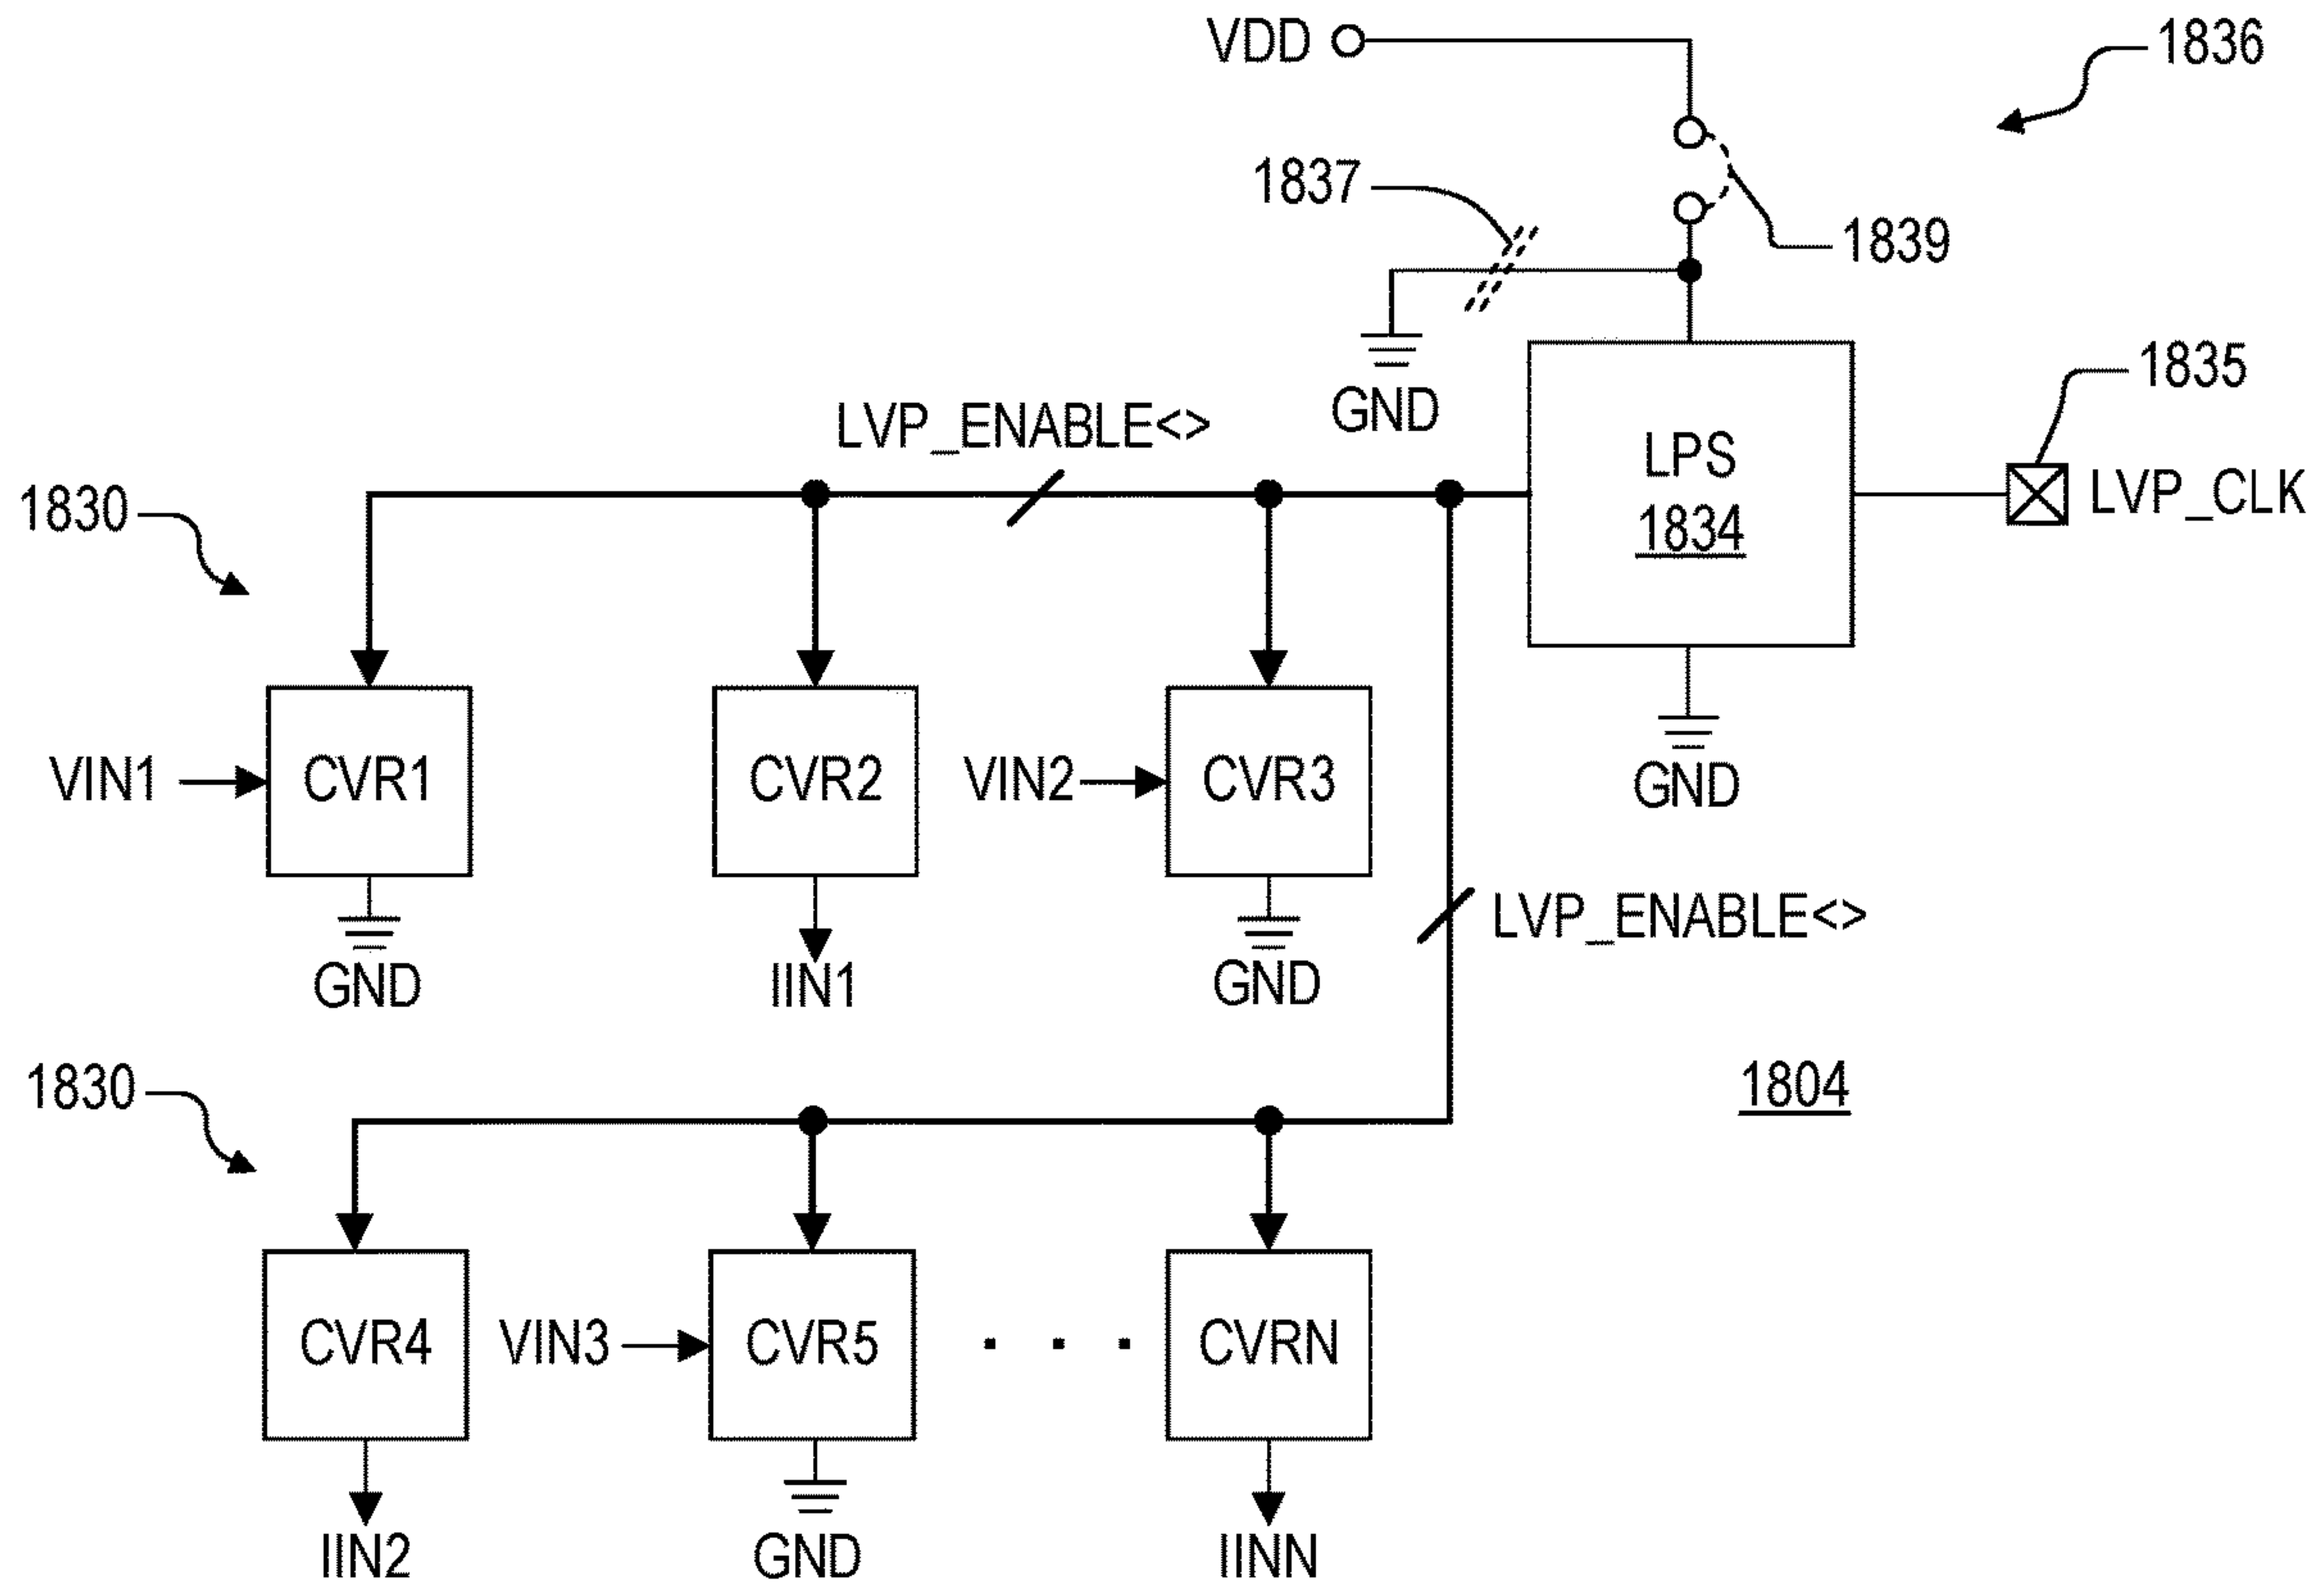 VDD
1836
1837
1839
GND
1835
LVP_ENABLE<>
LPS
1834
LVP_CLK
1830
VIN1
CVR1
CVR2
VIN2
CVR3
GND
LVP_ENABLE<>
GND
IIN1
GND
1830
1804
CVR4
VIN3
CVR5
. . .
CVRN
IIN2
GND
IINN